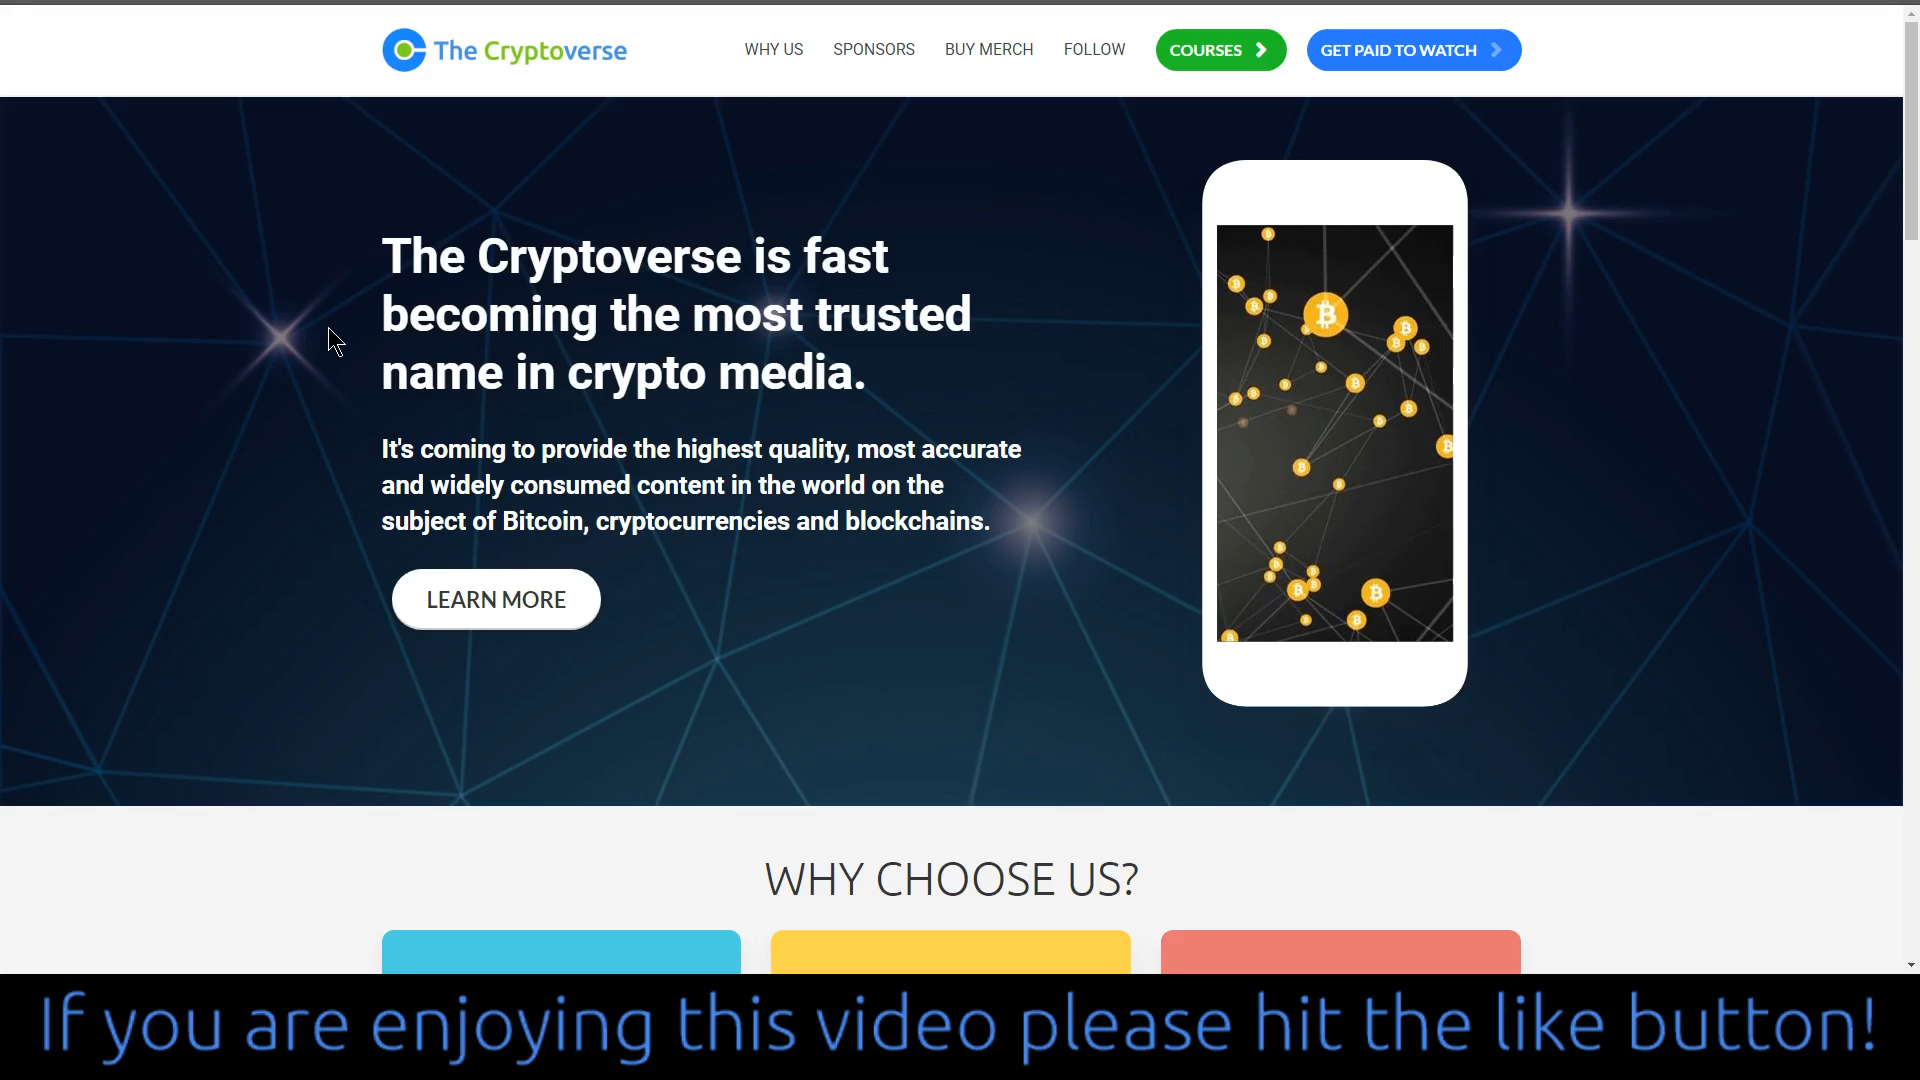 The Cryptoverse
WHY US
SPONSORS
BUY MERCH
FOLLOW
COURSES
GET PAID TO WATCH
The Cryptoverse is fast
becoming the most trusted
name in crypto media.
It's coming to provide the highest quality, most accurate
and widely consumed content in the world on the
subject of Bitcoin, cryptocurrencies and blockchains.
LEARN MORE
WHY CHOOSE US?
If you are enjoying this video please hit the like button!